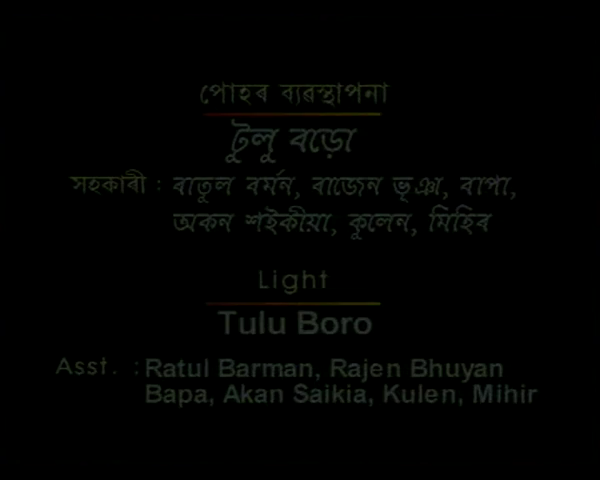 পোহৰ ব্যৱস্থাপনা
টুলু বড়ো
সহকাৰী : ৰাতুল বৰ্মন, ৰাজেন ভূঞা, বাপা,
অকন শইকীয়া, কুলেন, মিহিৰ
Light
Tulu Boro
Asst. : Ratul Barman, Rajen Bhuyan
Bapa, Akan Saikia, Kulen, Mihir